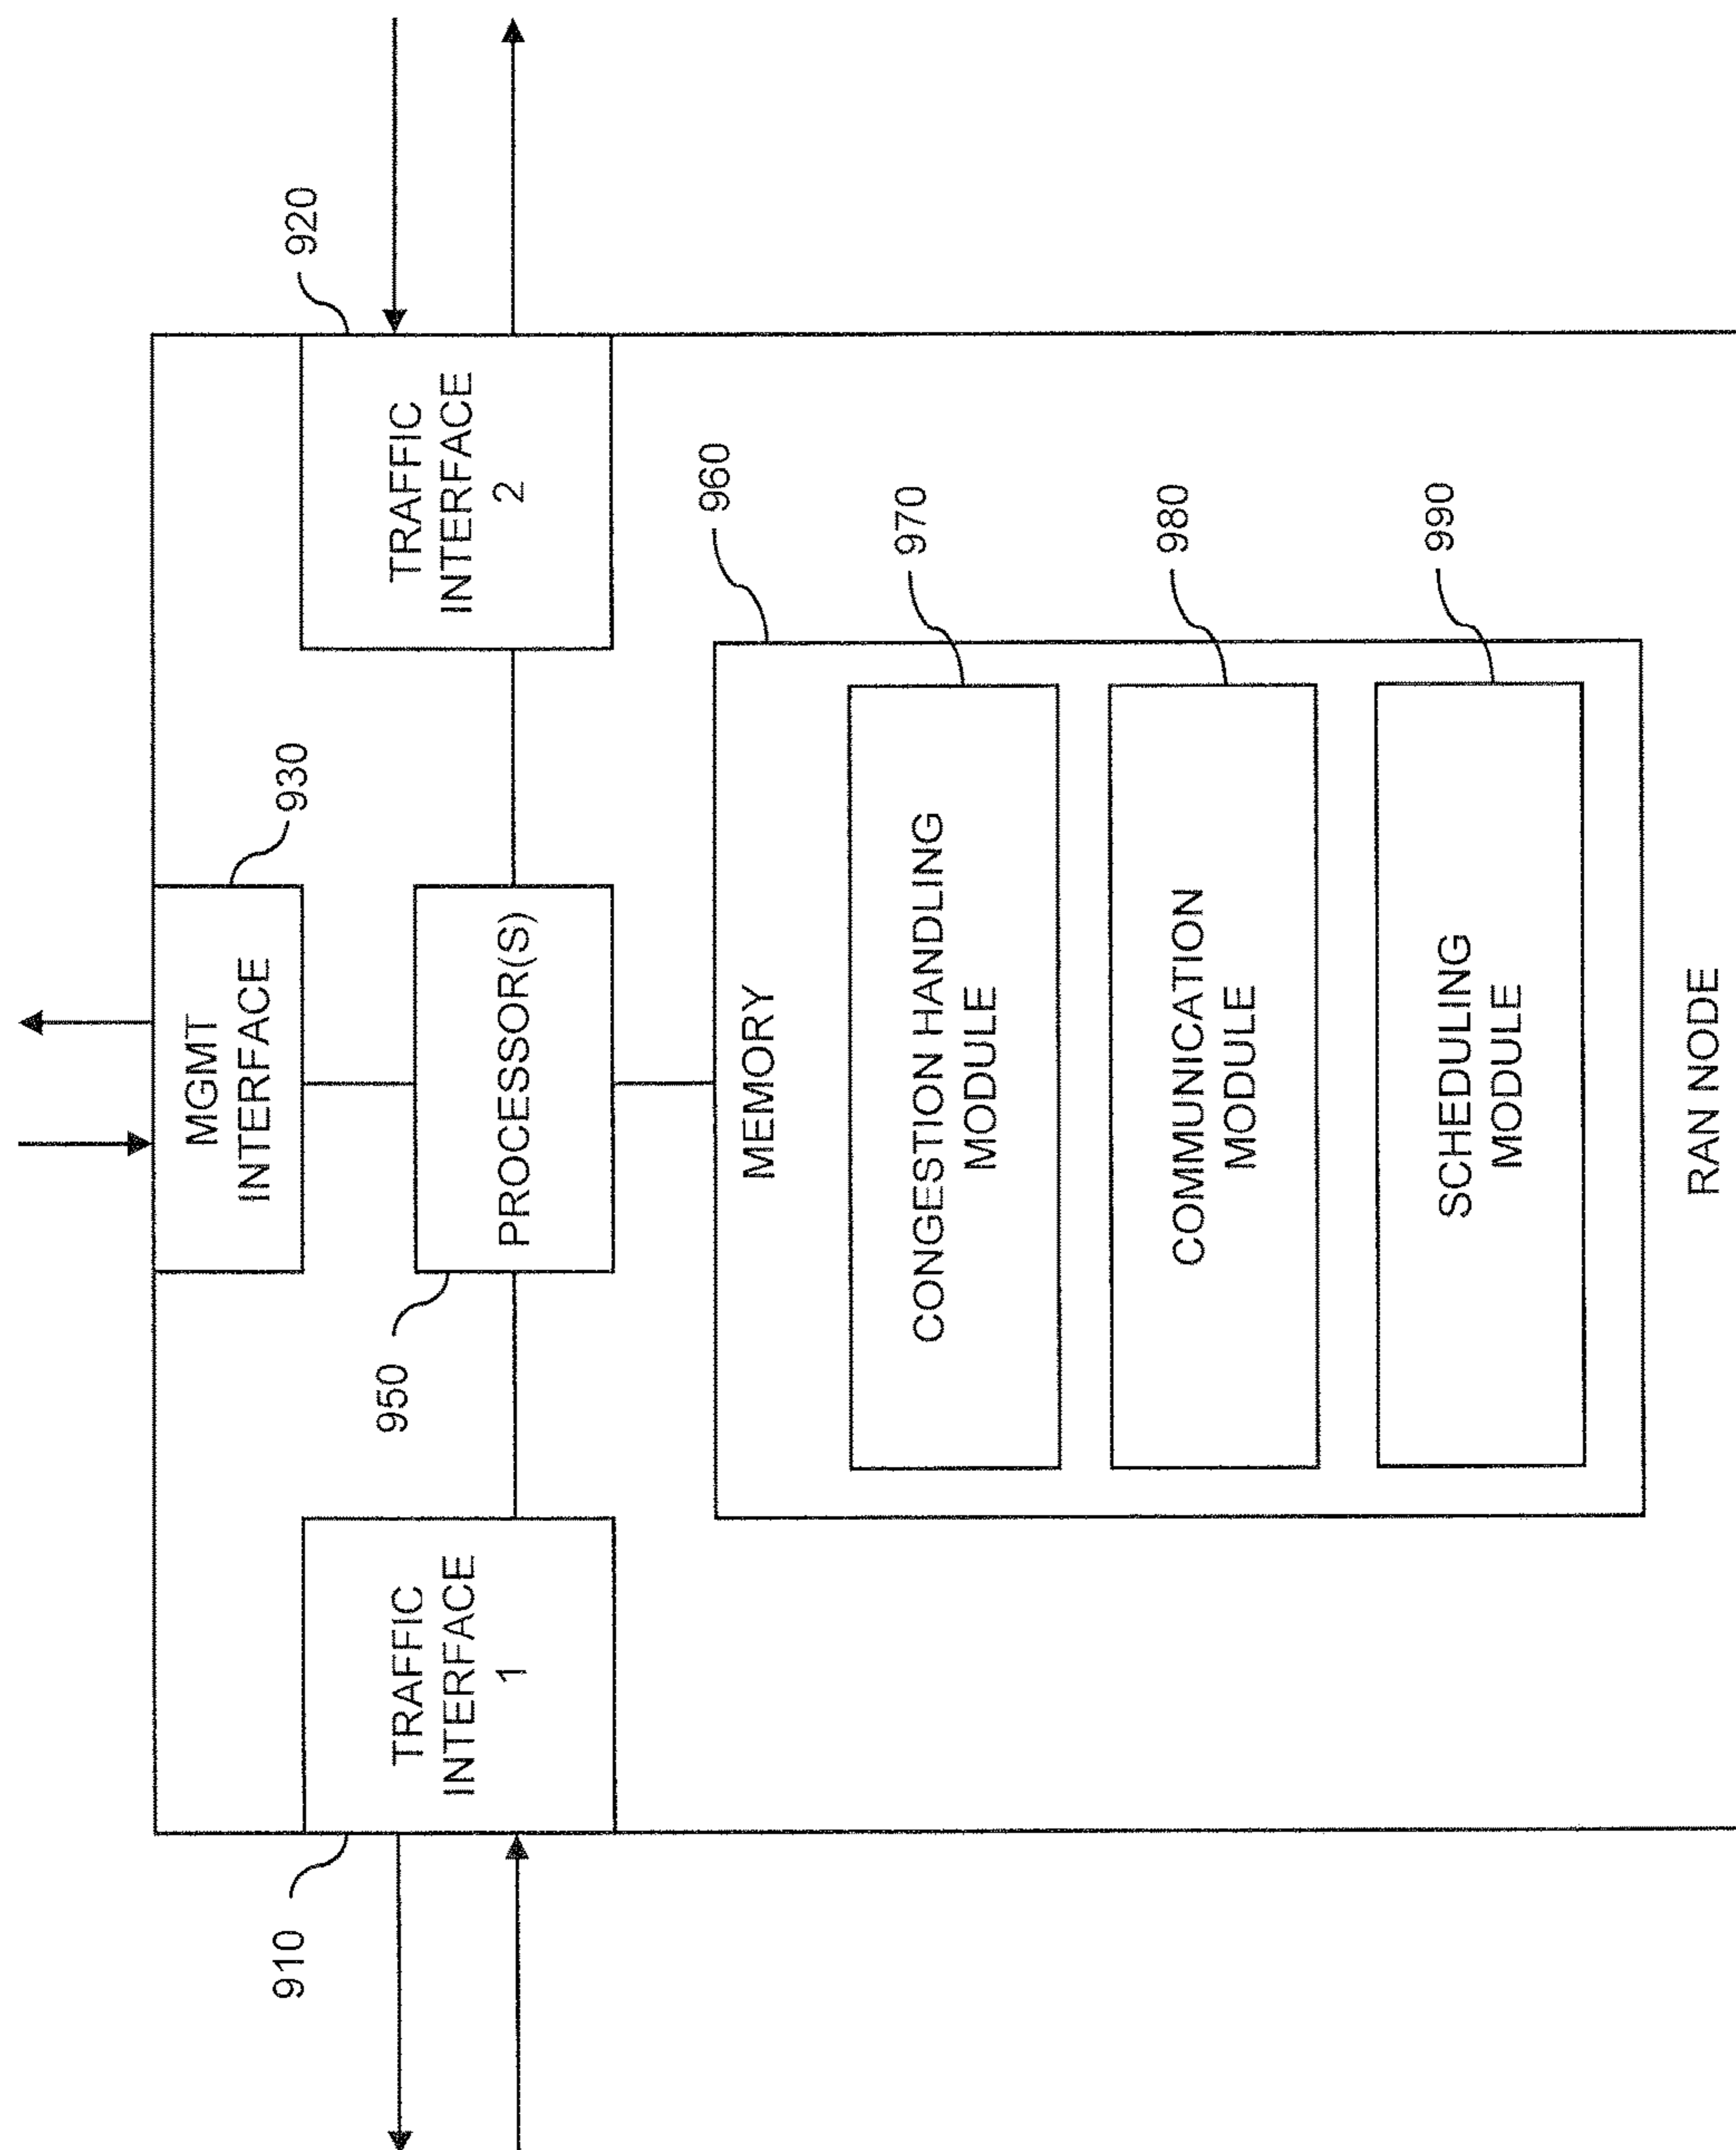 920
TRAFFIC
INTERFACE
2
930
MGMT
INTERFACE
950
PROCESSOR(S)
910
TRAFFIC
INTERFACE
1
960
MEMORY
970
CONGESTION HANDLING
MODULE
980
COMMUNICATION
MODULE
990
SCHEDULING
MODULE
RAN NODE